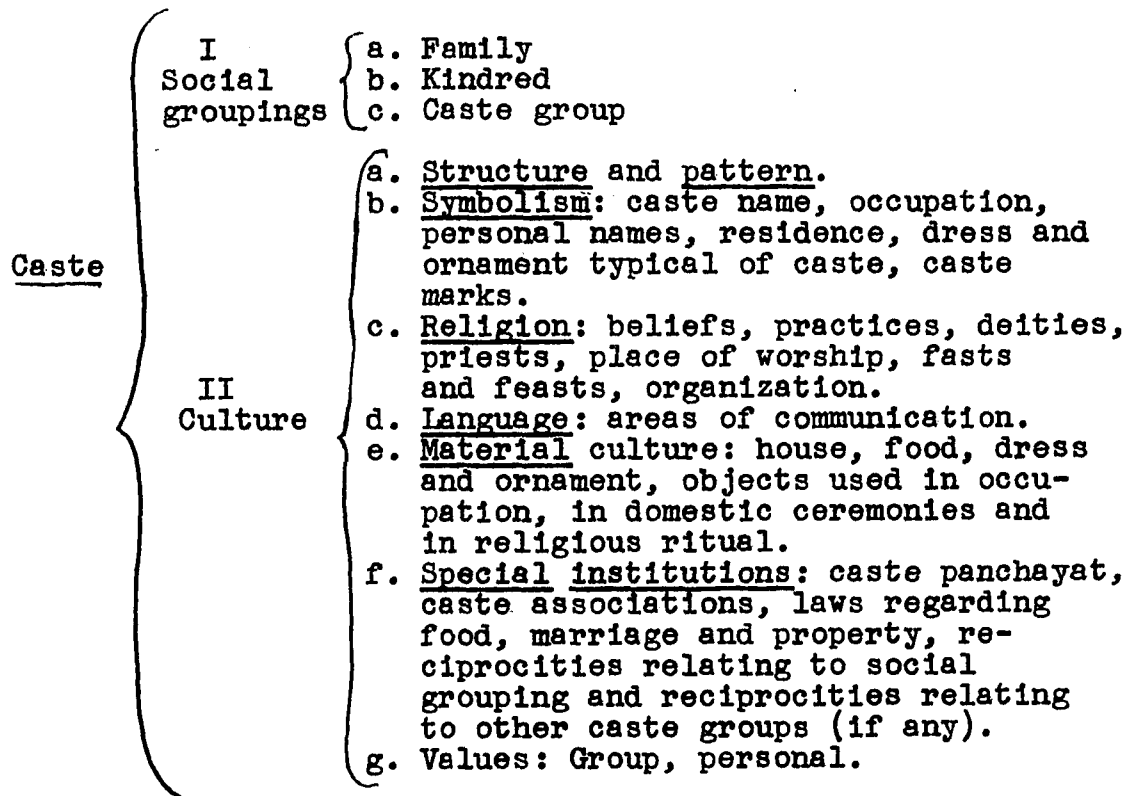 I
Social
groupings
a. Family
b. Kindred
c. Caste group
Caste
II
Culture
a. Structure and pattern.
b. Symbolism: caste name, occupation,
personal names, residence, dress and
ornament typical of caste, caste
marks.
c. Religion: beliefs, practices, deities,
priests, place of worship, fasts
and feasts, organization.
d. Language: areas of communication.
e. Material culture: house, food, dress
and ornament, objects used in occu-
pation, in domestic ceremonies and
in religious ritual.
f. Special institutions: caste panchayat,
caste associations, laws regarding
food, marriage and property, re-
ciprocities relating to social
grouping and reciprocities relating
to other caste groups (if any).
g. Values: Group, personal.